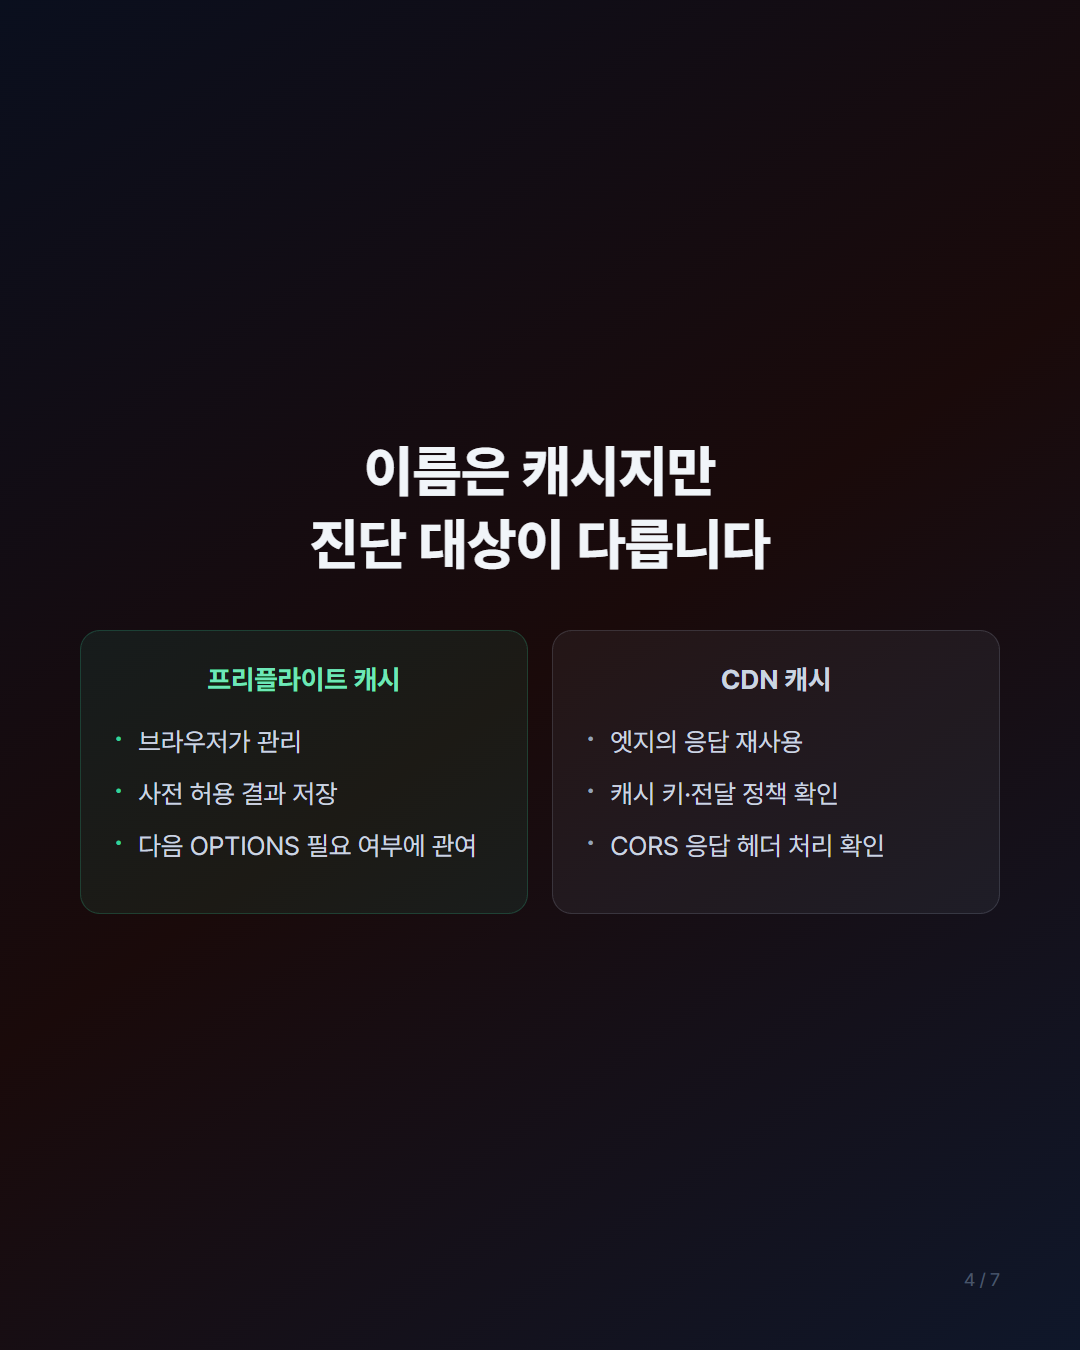 이름은 캐시지만
진단 대상이 다릅니다
프리플라이트 캐시
• 브라우저가 관리
• 사전 허용 결과 저장
• 다음 OPTIONS 필요 여부에 관여
CDN 캐시
• 엣지의 응답 재사용
• 캐시 키·전달 정책 확인
• CORS 응답 헤더 처리 확인
4 / 7